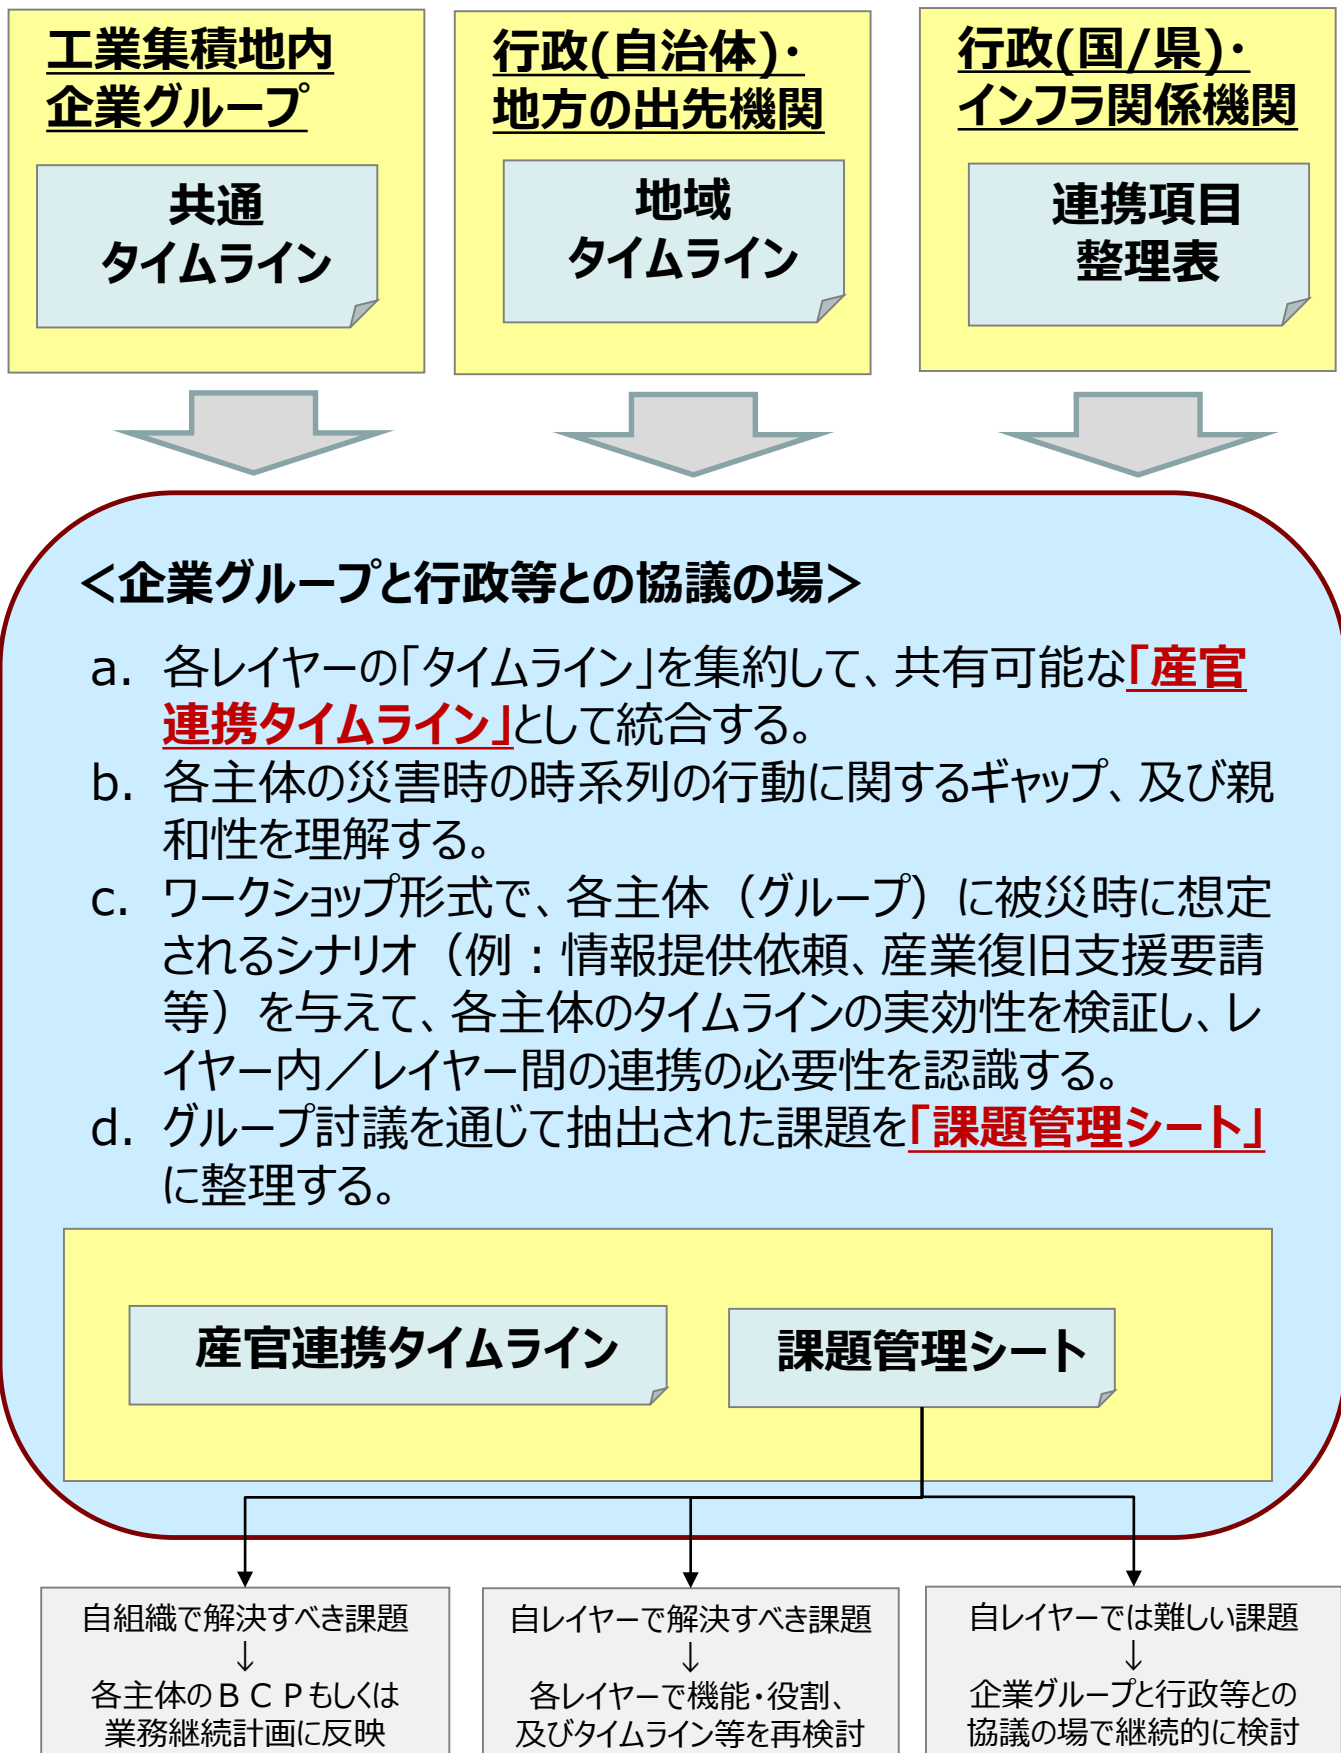 工業集積地内
企業グループ
共通
タイムライン
行政(自治体)・
地方の出先機関
地域
タイムライン
行政(国/県)・
インフラ関係機関
連携項目
整理表
＜企業グループと行政等との協議の場＞
a. 各レイヤーの「タイムライン」を集約して、共有可能な「産官
連携タイムライン」として統合する。
b. 各主体の災害時の時系列の行動に関するギャップ、及び親
和性を理解する。
c. ワークショップ形式で、各主体（グループ）に被災時に想定
されるシナリオ（例：情報提供依頼、産業復旧支援要請
等）を与えて、各主体のタイムラインの実効性を検証し、レ
イヤー内／レイヤー間の連携の必要性を認識する。
d. グループ討議を通じて抽出された課題を「課題管理シート」
に整理する。
産官連携タイムライン
課題管理シート
自組織で解決すべき課題
↓
各主体のＢＣＰもしくは
業務継続計画に反映
自レイヤーで解決すべき課題
↓
各レイヤーで機能・役割、
及びタイムライン等を再検討
自レイヤーでは難しい課題
↓
企業グループと行政等との
協議の場で継続的に検討